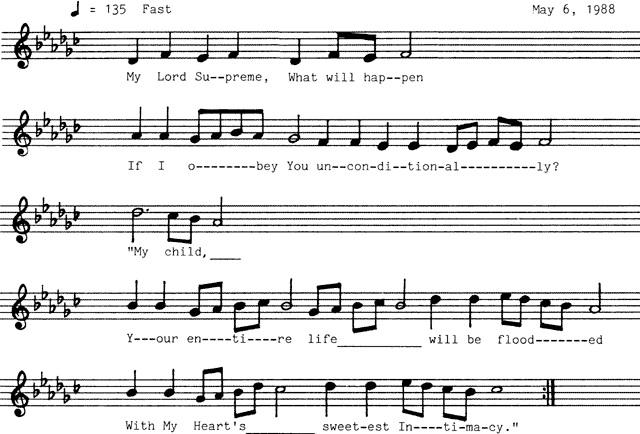 ♩ = 135 Fast May 6, 1988
My Lord Su--preme, What will hap--pen
If I o--------bey You un--con-di--tion-al-----------ly?
"My child,____
Y---our en----ti----re life____________ will be flood-------ed
With My Heart's__________ sweet-est In----ti-ma-cy."